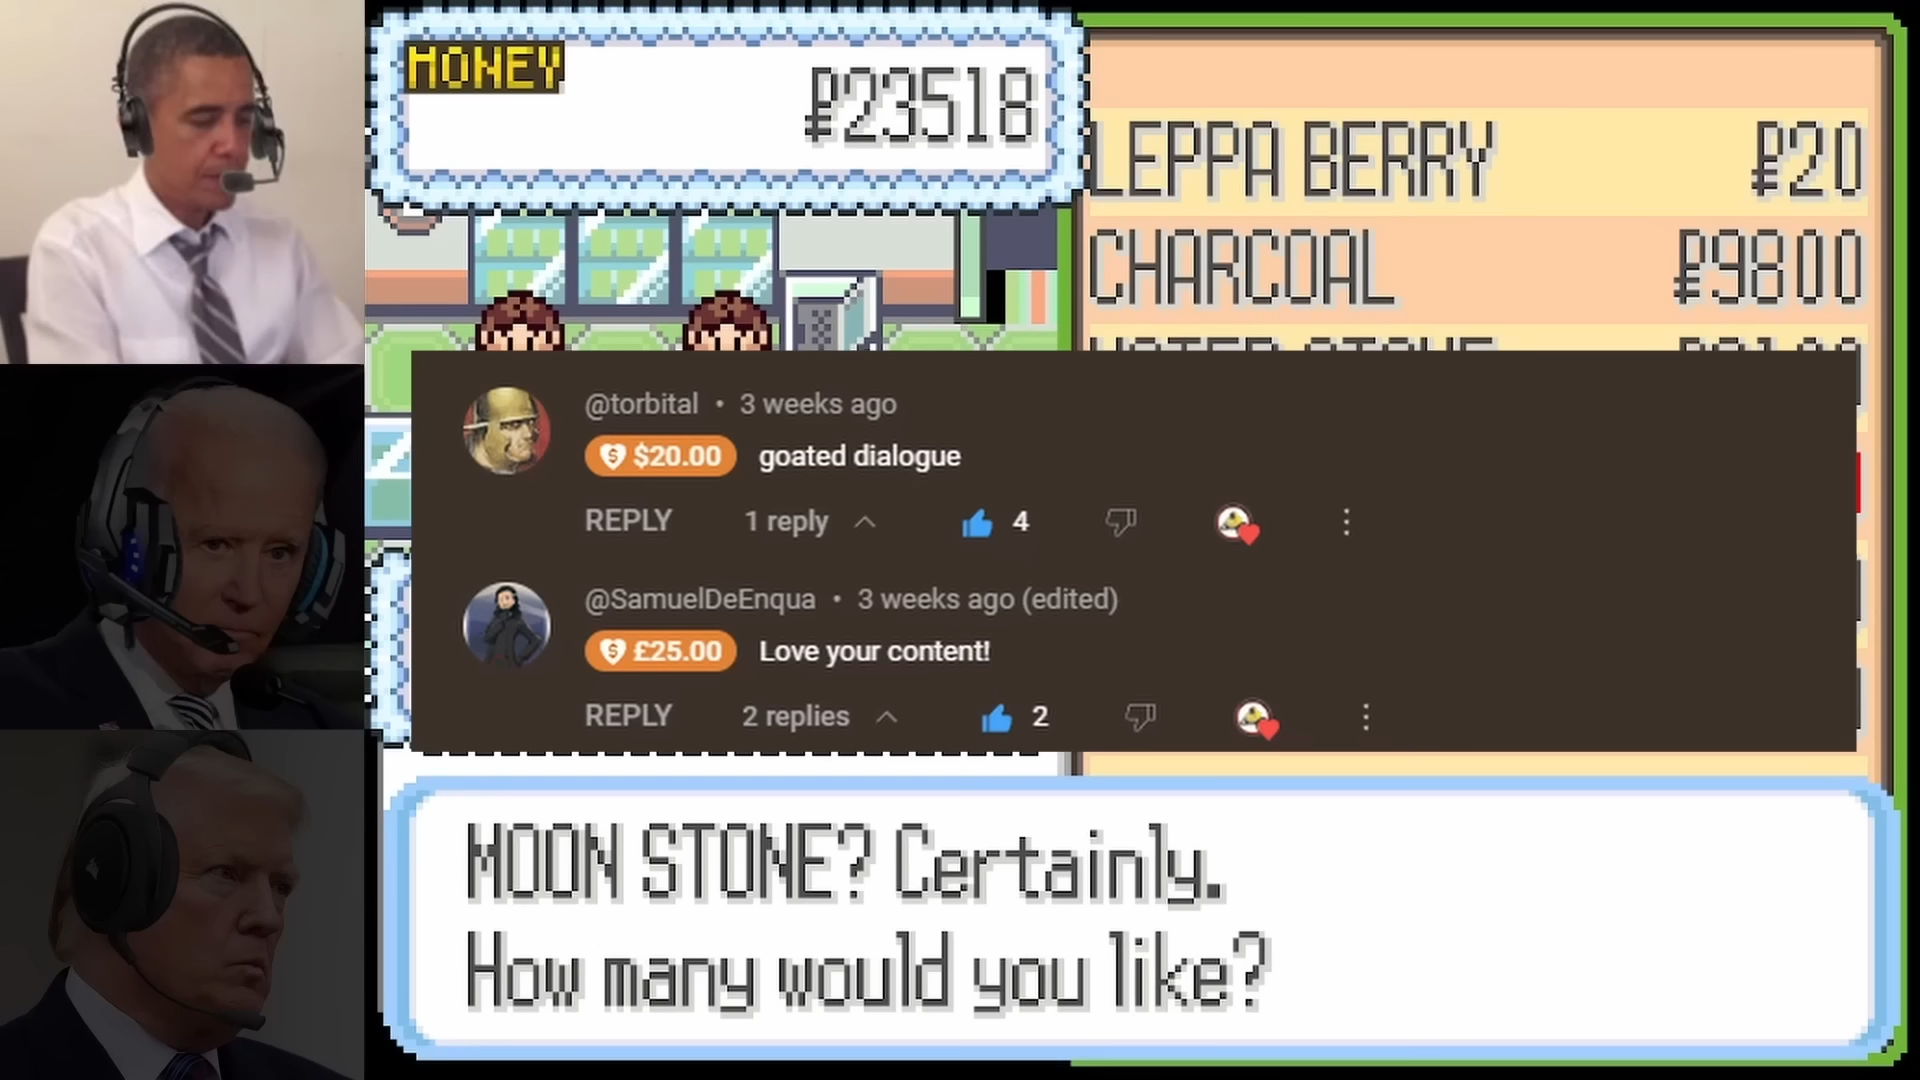 MONEY
₽23518
LEPPA BERRY ₽20
CHARCOAL ₽9800
@torbital • 3 weeks ago
$20.00 goated dialogue
REPLY 1 reply 4
@SamuelDeEnqua • 3 weeks ago (edited)
£25.00 Love your content!
REPLY 2 replies 2
MOON STONE? Certainly.
How many would you like?